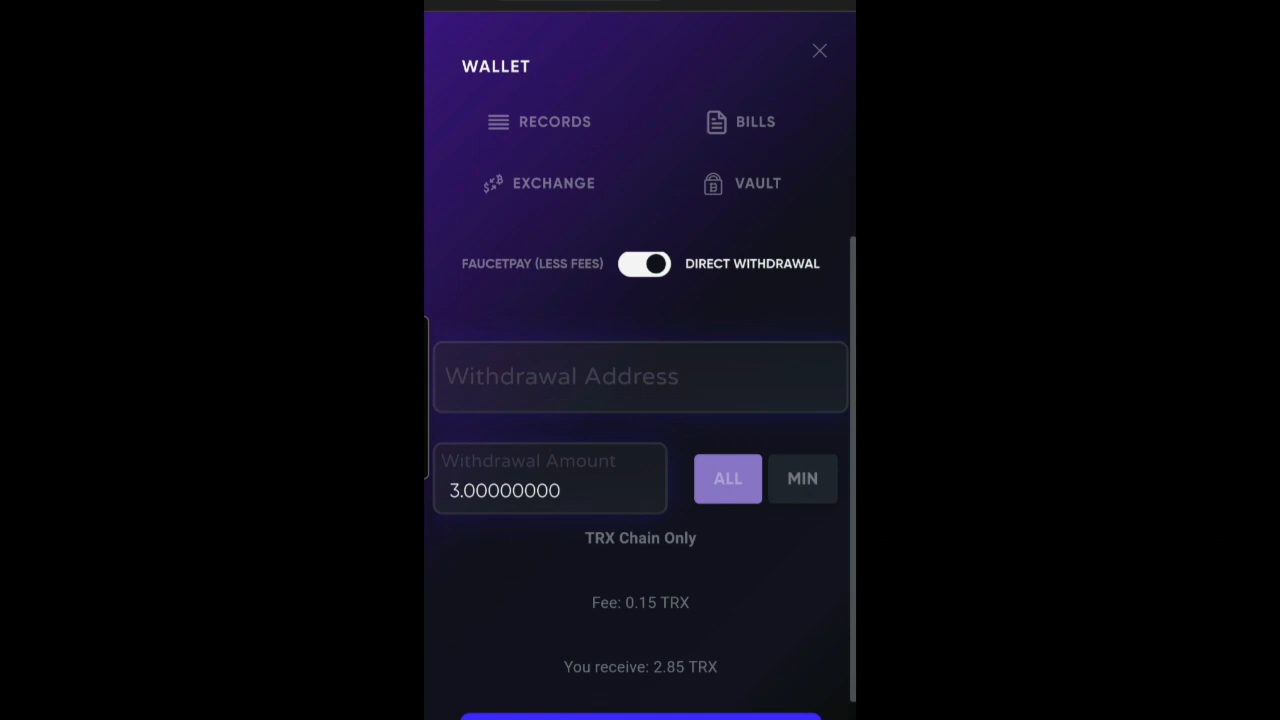 WALLET
RECORDS
BILLS
EXCHANGE
VAULT
FAUCETPAY (LESS FEES)
DIRECT WITHDRAWAL
Withdrawal Address
Withdrawal Amount
3.00000000
ALL
MIN
TRX Chain Only
Fee: 0.15 TRX
You receive: 2.85 TRX